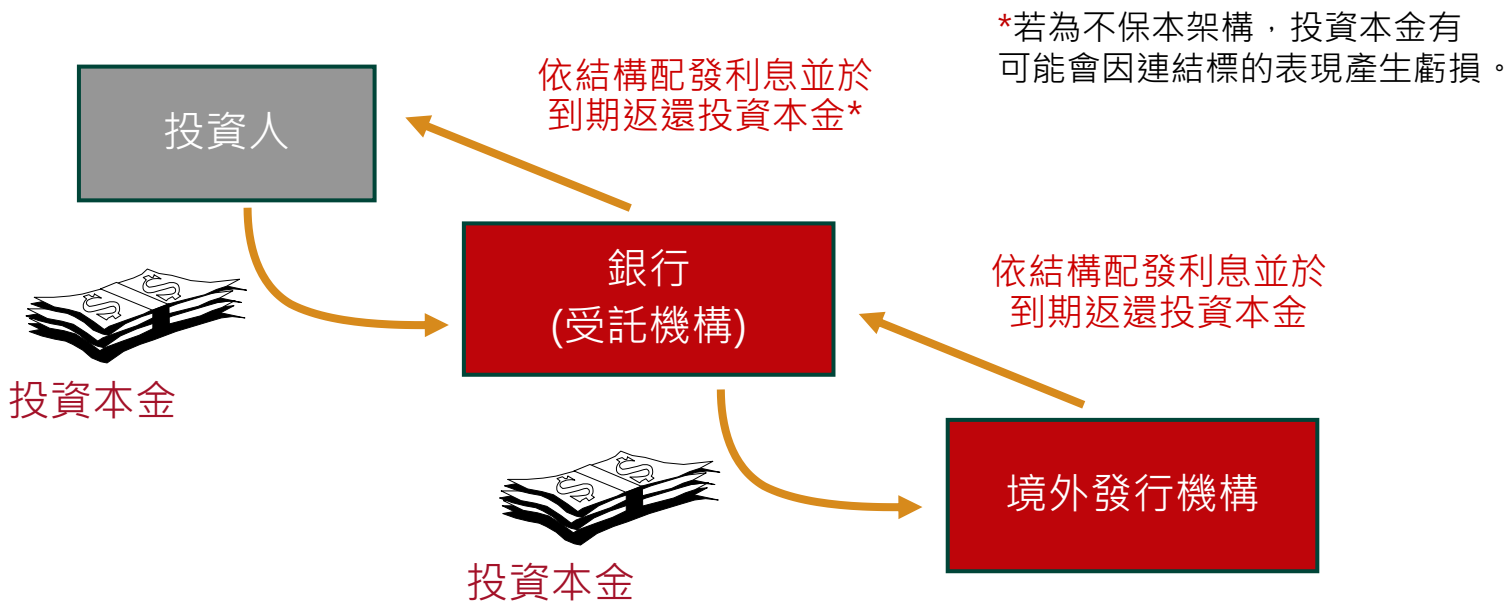 *若為不保本架構，投資本金有
可能會因連結標的表現產生虧損。
依結構配發利息並於
到期返還投資本金*
投資人
銀行
(受託機構)
依結構配發利息並於
到期返還投資本金
投資本金
境外發行機構
投資本金